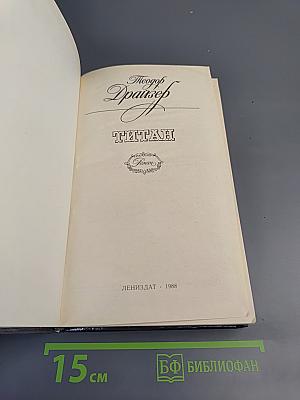 Теодор
Драйзер
ТИТАН
Роман
ЛЕНИЗДАТ · 1988
15 см
БФ БИБЛИОФАН